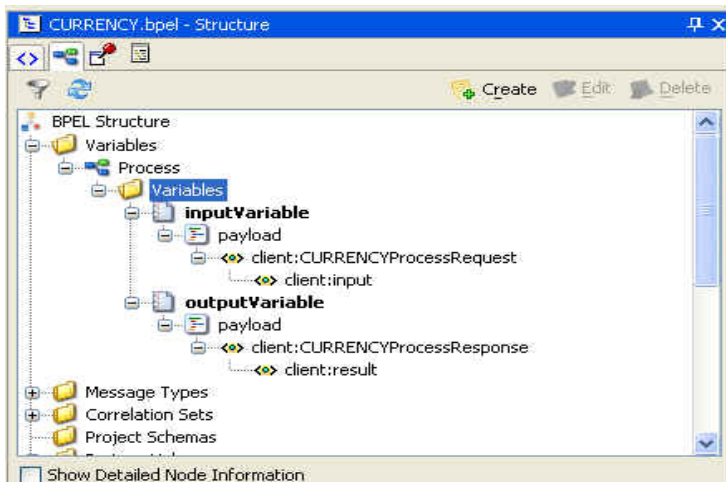 CURRENCY.bpel - Structure
Create Edit Delete
BPEL Structure
Variables
Process
Variables
inputVariable
payload
client:CURRENCYProcessRequest
client:input
outputVariable
payload
client:CURRENCYProcessResponse
client:result
Message Types
Correlation Sets
Project Schemas
Show Detailed Node Information